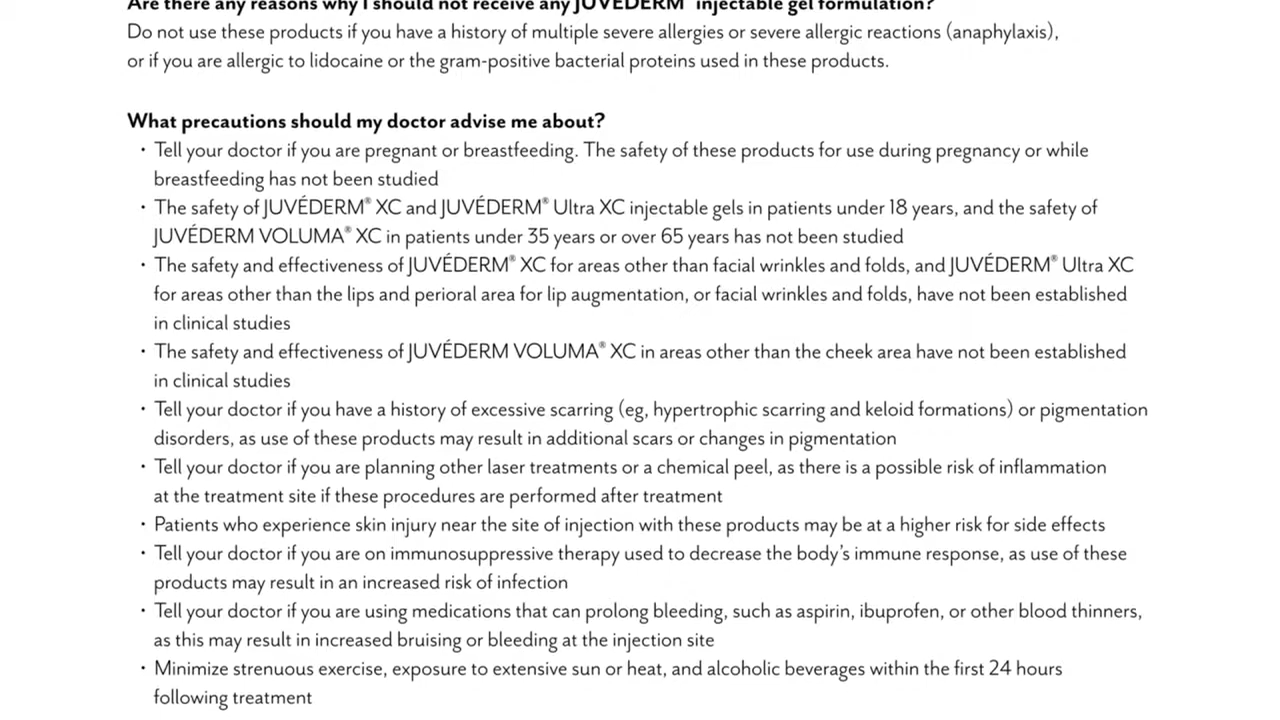 Are there any reasons why I should not receive any JUVÉDERM® injectable gel formulation?
Do not use these products if you have a history of multiple severe allergies or severe allergic reactions (anaphylaxis),
or if you are allergic to lidocaine or the gram-positive bacterial proteins used in these products.
What precautions should my doctor advise me about?
• Tell your doctor if you are pregnant or breastfeeding. The safety of these products for use during pregnancy or while
breastfeeding has not been studied
• The safety of JUVÉDERM® XC and JUVÉDERM® Ultra XC injectable gels in patients under 18 years, and the safety of
JUVÉDERM VOLUMA® XC in patients under 35 years or over 65 years has not been studied
• The safety and effectiveness of JUVÉDERM® XC for areas other than facial wrinkles and folds, and JUVÉDERM® Ultra XC
for areas other than the lips and perioral area for lip augmentation, or facial wrinkles and folds, have not been established
in clinical studies
• The safety and effectiveness of JUVÉDERM VOLUMA® XC in areas other than the cheek area have not been established
in clinical studies
• Tell your doctor if you have a history of excessive scarring (eg, hypertrophic scarring and keloid formations) or pigmentation
disorders, as use of these products may result in additional scars or changes in pigmentation
• Tell your doctor if you are planning other laser treatments or a chemical peel, as there is a possible risk of inflammation
at the treatment site if these procedures are performed after treatment
• Patients who experience skin injury near the site of injection with these products may be at a higher risk for side effects
• Tell your doctor if you are on immunosuppressive therapy used to decrease the body's immune response, as use of these
products may result in an increased risk of infection
• Tell your doctor if you are using medications that can prolong bleeding, such as aspirin, ibuprofen, or other blood thinners,
as this may result in increased bruising or bleeding at the injection site
• Minimize strenuous exercise, exposure to extensive sun or heat, and alcoholic beverages within the first 24 hours
following treatment